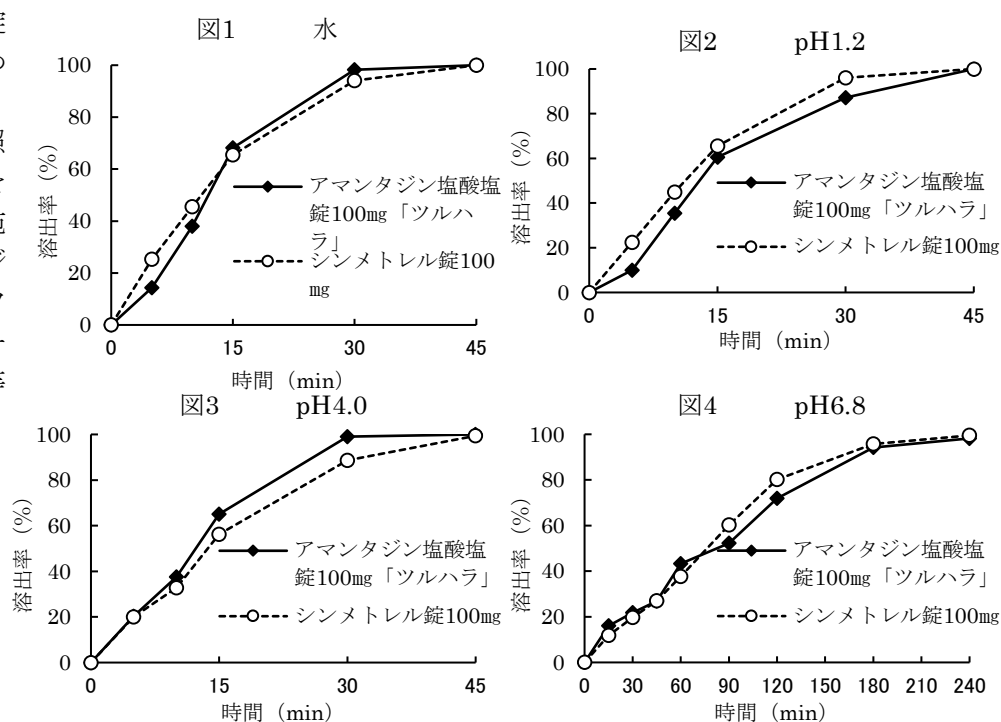 図1 水
100
80
60
40
20
0
溶出率 (%)
アマンタジン塩酸塩
錠100㎎「ツルハラ
」
シンメトレル錠100
㎎
0 15 30 45
時間 (min)
図2 pH1.2
100
80
60
40
20
0
溶出率 (%)
アマンタジン塩酸塩
錠100㎎「ツルハラ」
シンメトレル錠100㎎
0 15 30 45
時間 (min)
図3 pH4.0
100
80
60
40
20
0
溶出率 (%)
アマンタジン塩酸塩
錠100㎎「ツルハラ」
シンメトレル錠100㎎
0 15 30 45
時間 (min)
図4 pH6.8
100
80
60
40
20
0
溶出率 (%)
アマンタジン塩酸塩
錠100㎎「ツルハラ」
シンメトレル錠100㎎
0 30 60 90 120 150 180 210 240
時間 (min)